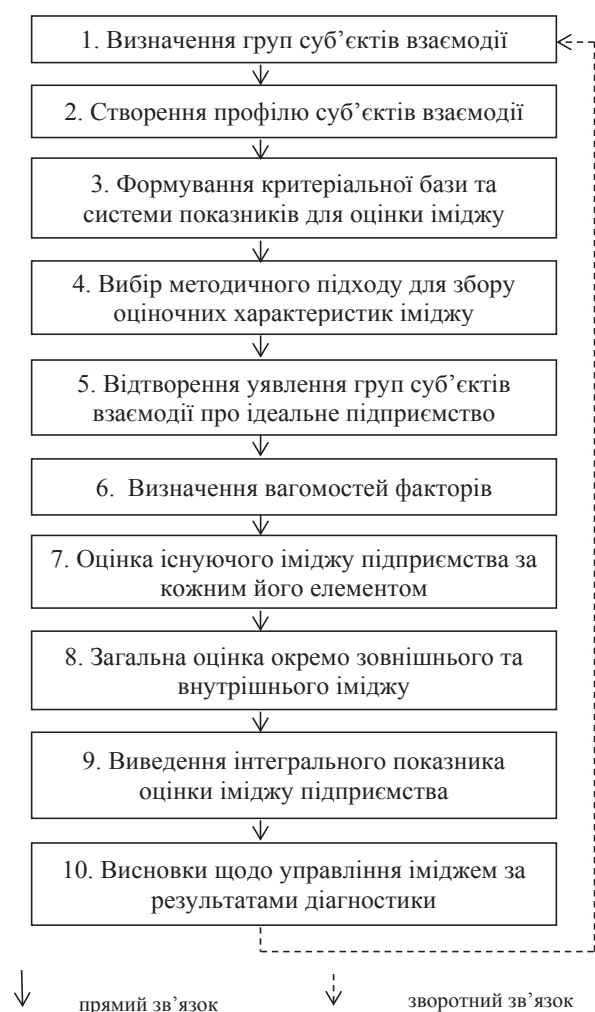 1. Визначення груп суб’єктів взаємодії
2. Створення профілю суб’єктів взаємодії
3. Формування критеріальної бази та
системи показників для оцінки іміджу
4. Вибір методичного підходу для збору
оціночних характеристик іміджу
5. Відтворення уявлення груп суб’єктів
взаємодії про ідеальне підприємство
6. Визначення вагомостей факторів
7. Оцінка існуючого іміджу підприємства за
кожним його елементом
8. Загальна оцінка окремо зовнішнього та
внутрішнього іміджу
9. Виведення інтегрального показника
оцінки іміджу підприємства
10. Висновки щодо управління іміджем за
результатами діагностики
прямий зв’язок
зворотний зв’язок